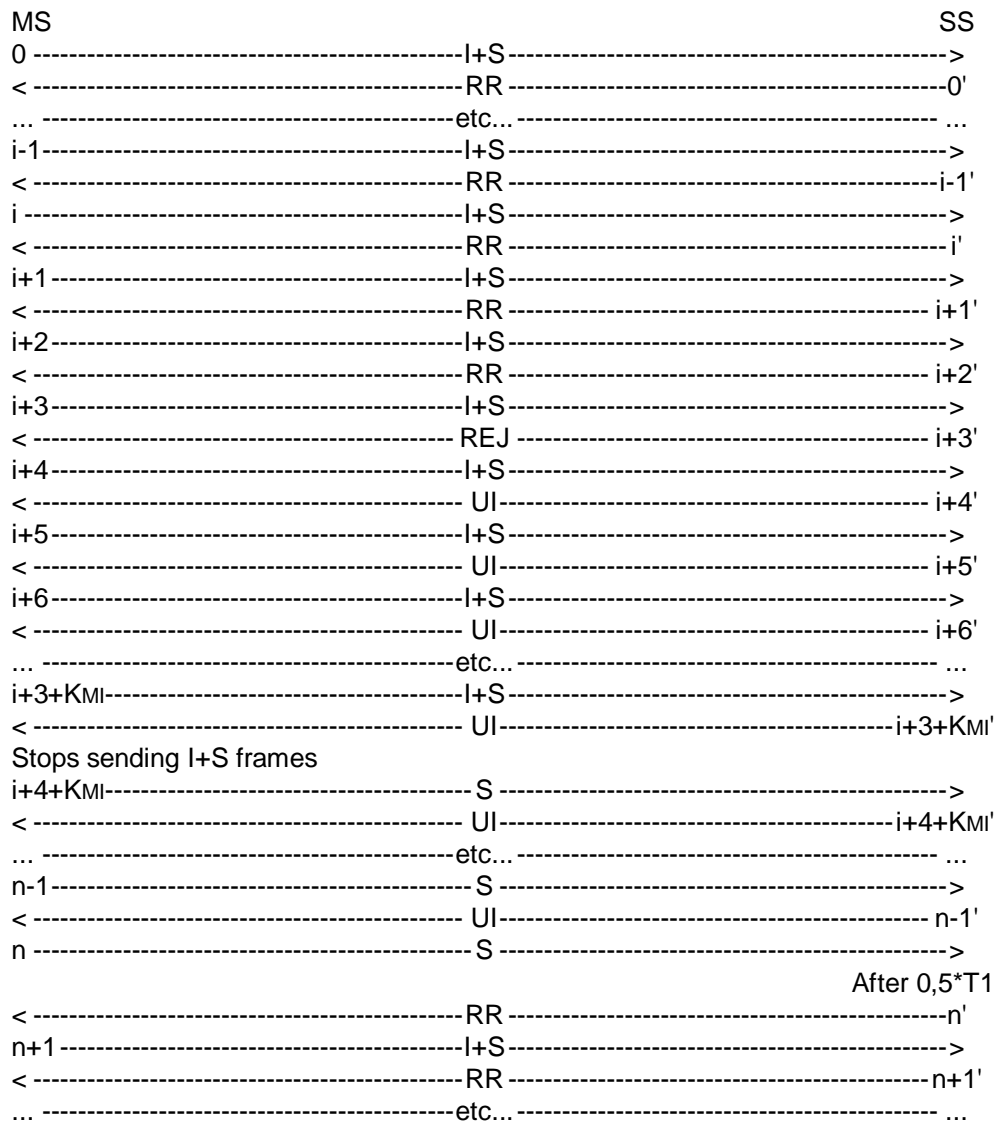 MS SS
0 ----------------------------------------------I+S-----------------------------------------------> 
< ----------------------------------------------RR -----------------------------------------------0'
... --------------------------------------------etc...--------------------------------------------- ...
i-1---------------------------------------------I+S----------------------------------------------->
< ----------------------------------------------RR ----------------------------------------------i-1'
i -----------------------------------------------I+S----------------------------------------------->
< ----------------------------------------------RR ----------------------------------------------- i'
i+1---------------------------------------------I+S----------------------------------------------->
< ----------------------------------------------RR --------------------------------------------- i+1'
i+2---------------------------------------------I+S----------------------------------------------->
< ----------------------------------------------RR --------------------------------------------- i+2'
i+3---------------------------------------------I+S----------------------------------------------->
< --------------------------------------------- REJ -------------------------------------------- i+3'
i+4---------------------------------------------I+S----------------------------------------------->
< ---------------------------------------------- UI---------------------------------------------- i+4'
i+5---------------------------------------------I+S----------------------------------------------->
< ---------------------------------------------- UI---------------------------------------------- i+5'
i+6---------------------------------------------I+S----------------------------------------------->
< ---------------------------------------------- UI---------------------------------------------- i+6'
... --------------------------------------------etc...--------------------------------------------- ...
i+3+KMI---------------------------------------I+S----------------------------------------------->
< ---------------------------------------------- UI------------------------------------------i+3+KMI'
Stops sending I+S frames
i+4+KMI--------------------------------------- S ------------------------------------------------>
< ---------------------------------------------- UI------------------------------------------i+4+KMI'
... --------------------------------------------etc...--------------------------------------------- ...
n-1--------------------------------------------- S ------------------------------------------------>
< ---------------------------------------------- UI---------------------------------------------- n-1'
n ----------------------------------------------- S ------------------------------------------------>
After 0,5*T1
< ----------------------------------------------RR -----------------------------------------------n'
n+1--------------------------------------------I+S----------------------------------------------->
< ----------------------------------------------RR ---------------------------------------------n+1'
... --------------------------------------------etc...--------------------------------------------- ...